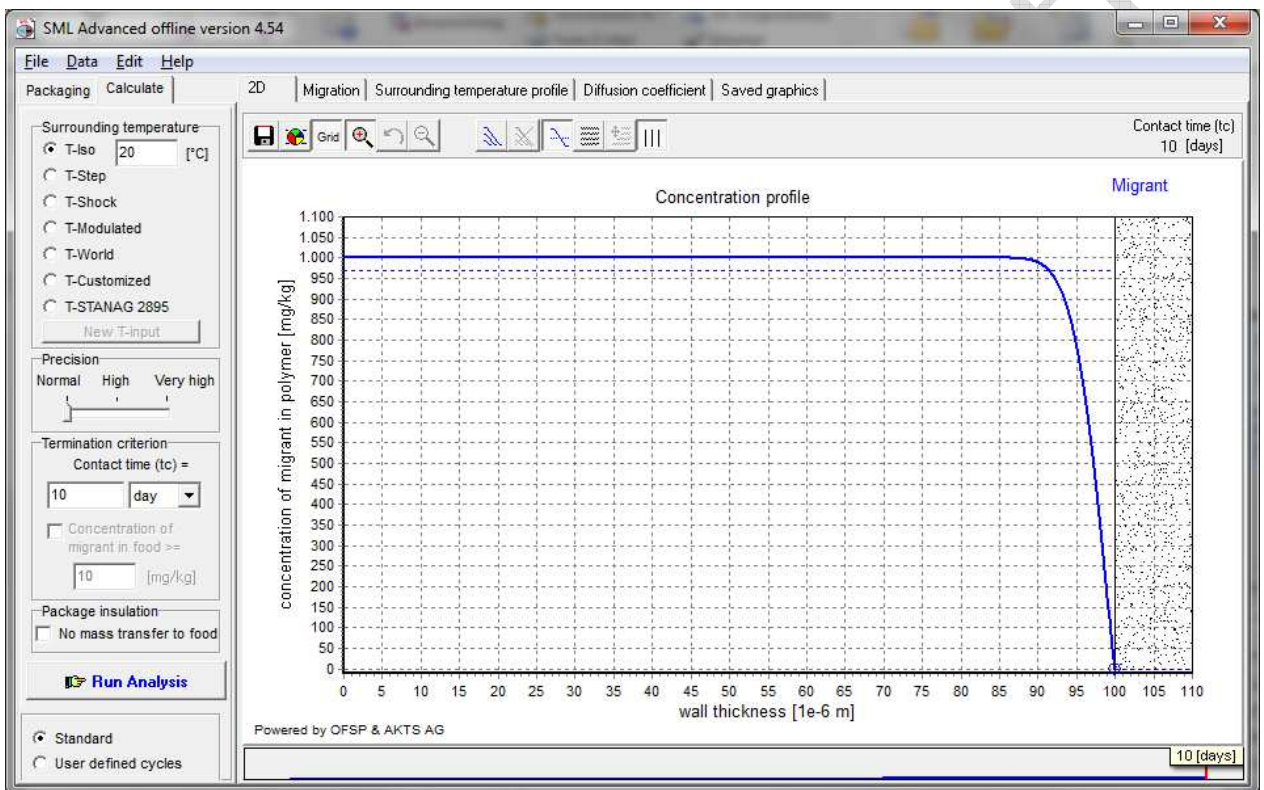 SML Advanced offline version 4.54
File Data Edit Help
Packaging Calculate
2D Migration Surrounding temperature profile Diffusion coefficient Saved graphics
Surrounding temperature
T-Iso 20 [°C]
T-Step
T-Shock
T-Modulated
T-World
T-Customized
T-STANAG 2895
New T-input
Precision
Normal High Very high
Termination criterion
Contact time (tc) =
10 day
Concentration of
migrant in food >=
10 [mg/kg]
Package insulation
No mass transfer to food
Run Analysis
Standard
User defined cycles
Grid
Contact time (tc)
10 [days]
Migrant
Concentration profile
concentration of migrant in polymer [mg/kg]
1.100
1.050
1.000
950
900
850
800
750
700
650
600
550
500
450
400
350
300
250
200
150
100
50
0
0 5 10 15 20 25 30 35 40 45 50 55 60 65 70 75 80 85 90 95 100 105 110
wall thickness [1e-6 m]
Powered by OFSP & AKTS AG
10 [days]